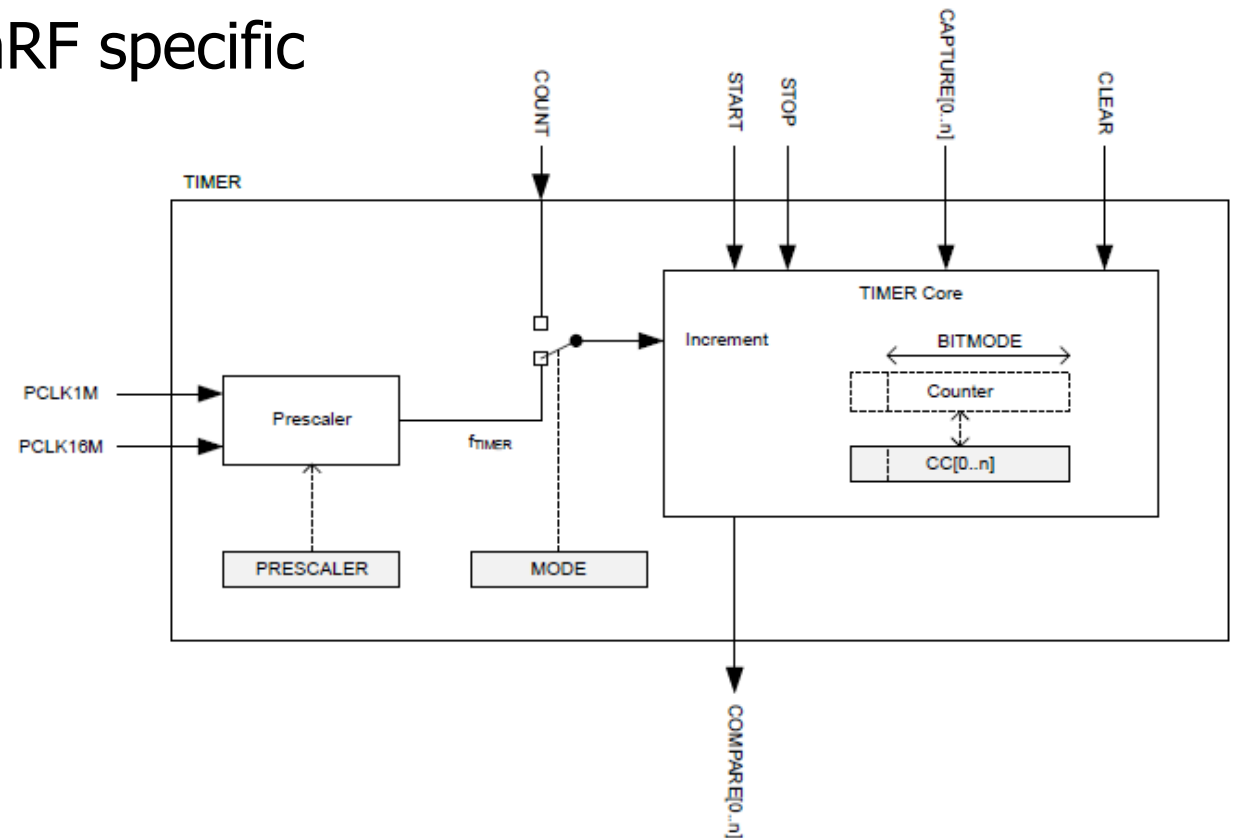 nRF specific
COUNT
START
STOP
CAPTURE[0..n]
CLEAR
TIMER
TIMER Core
Increment
BITMODE
Counter
CC[0..n]
PCLK1M
PCLK16M
Prescaler
fTIMER
PRESCALER
MODE
COMPARE[0..n]